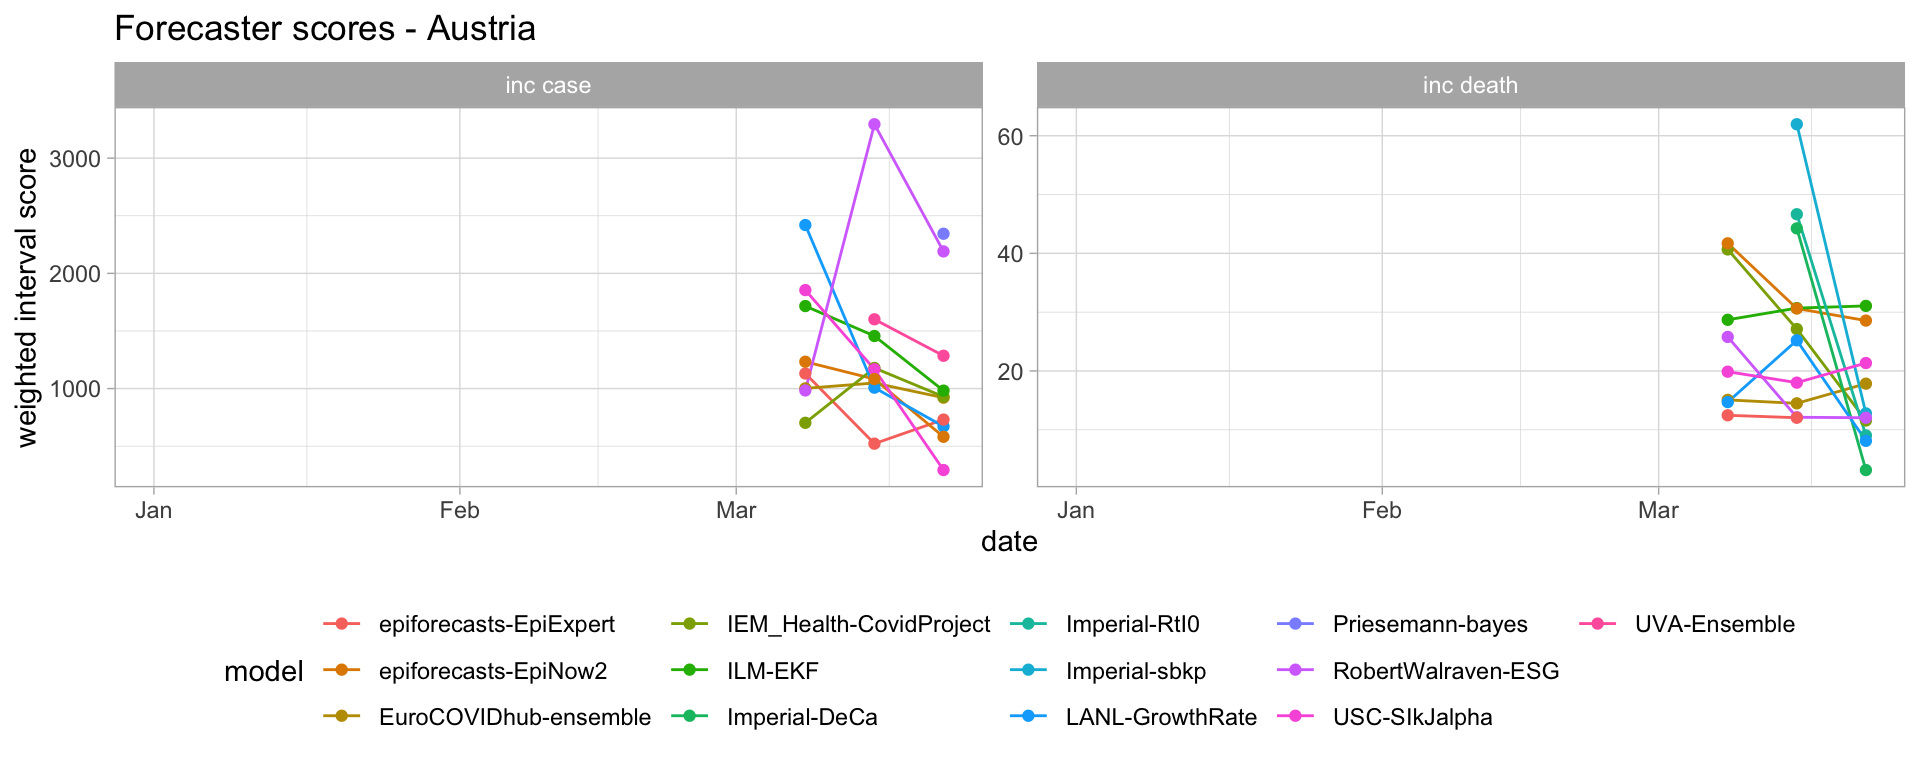 Forecaster scores - Austria
inc case
inc death
weighted interval score
3000
2000
1000
60
40
20
Jan Feb Mar
Jan Feb Mar
date
model
epiforecasts-EpiExpert
epiforecasts-EpiNow2
EuroCOVIDhub-ensemble
IEM_Health-CovidProject
ILM-EKF
Imperial-DeCa
Imperial-RtI0
Imperial-sbkp
LANL-GrowthRate
Priesemann-bayes
RobertWalraven-ESG
USC-SIkJalpha
UVA-Ensemble